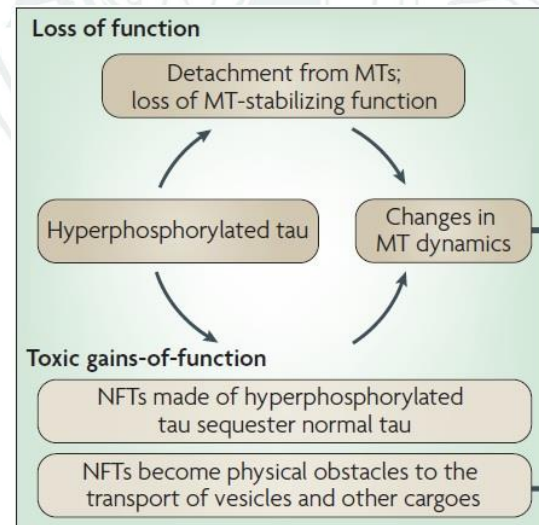 Loss of function
Detachment from MTs;
loss of MT-stabilizing function
Hyperphosphorylated tau
Changes in
MT dynamics
Toxic gains-of-function
NFTs made of hyperphosphorylated
tau sequester normal tau
NFTs become physical obstacles to the
transport of vesicles and other cargoes